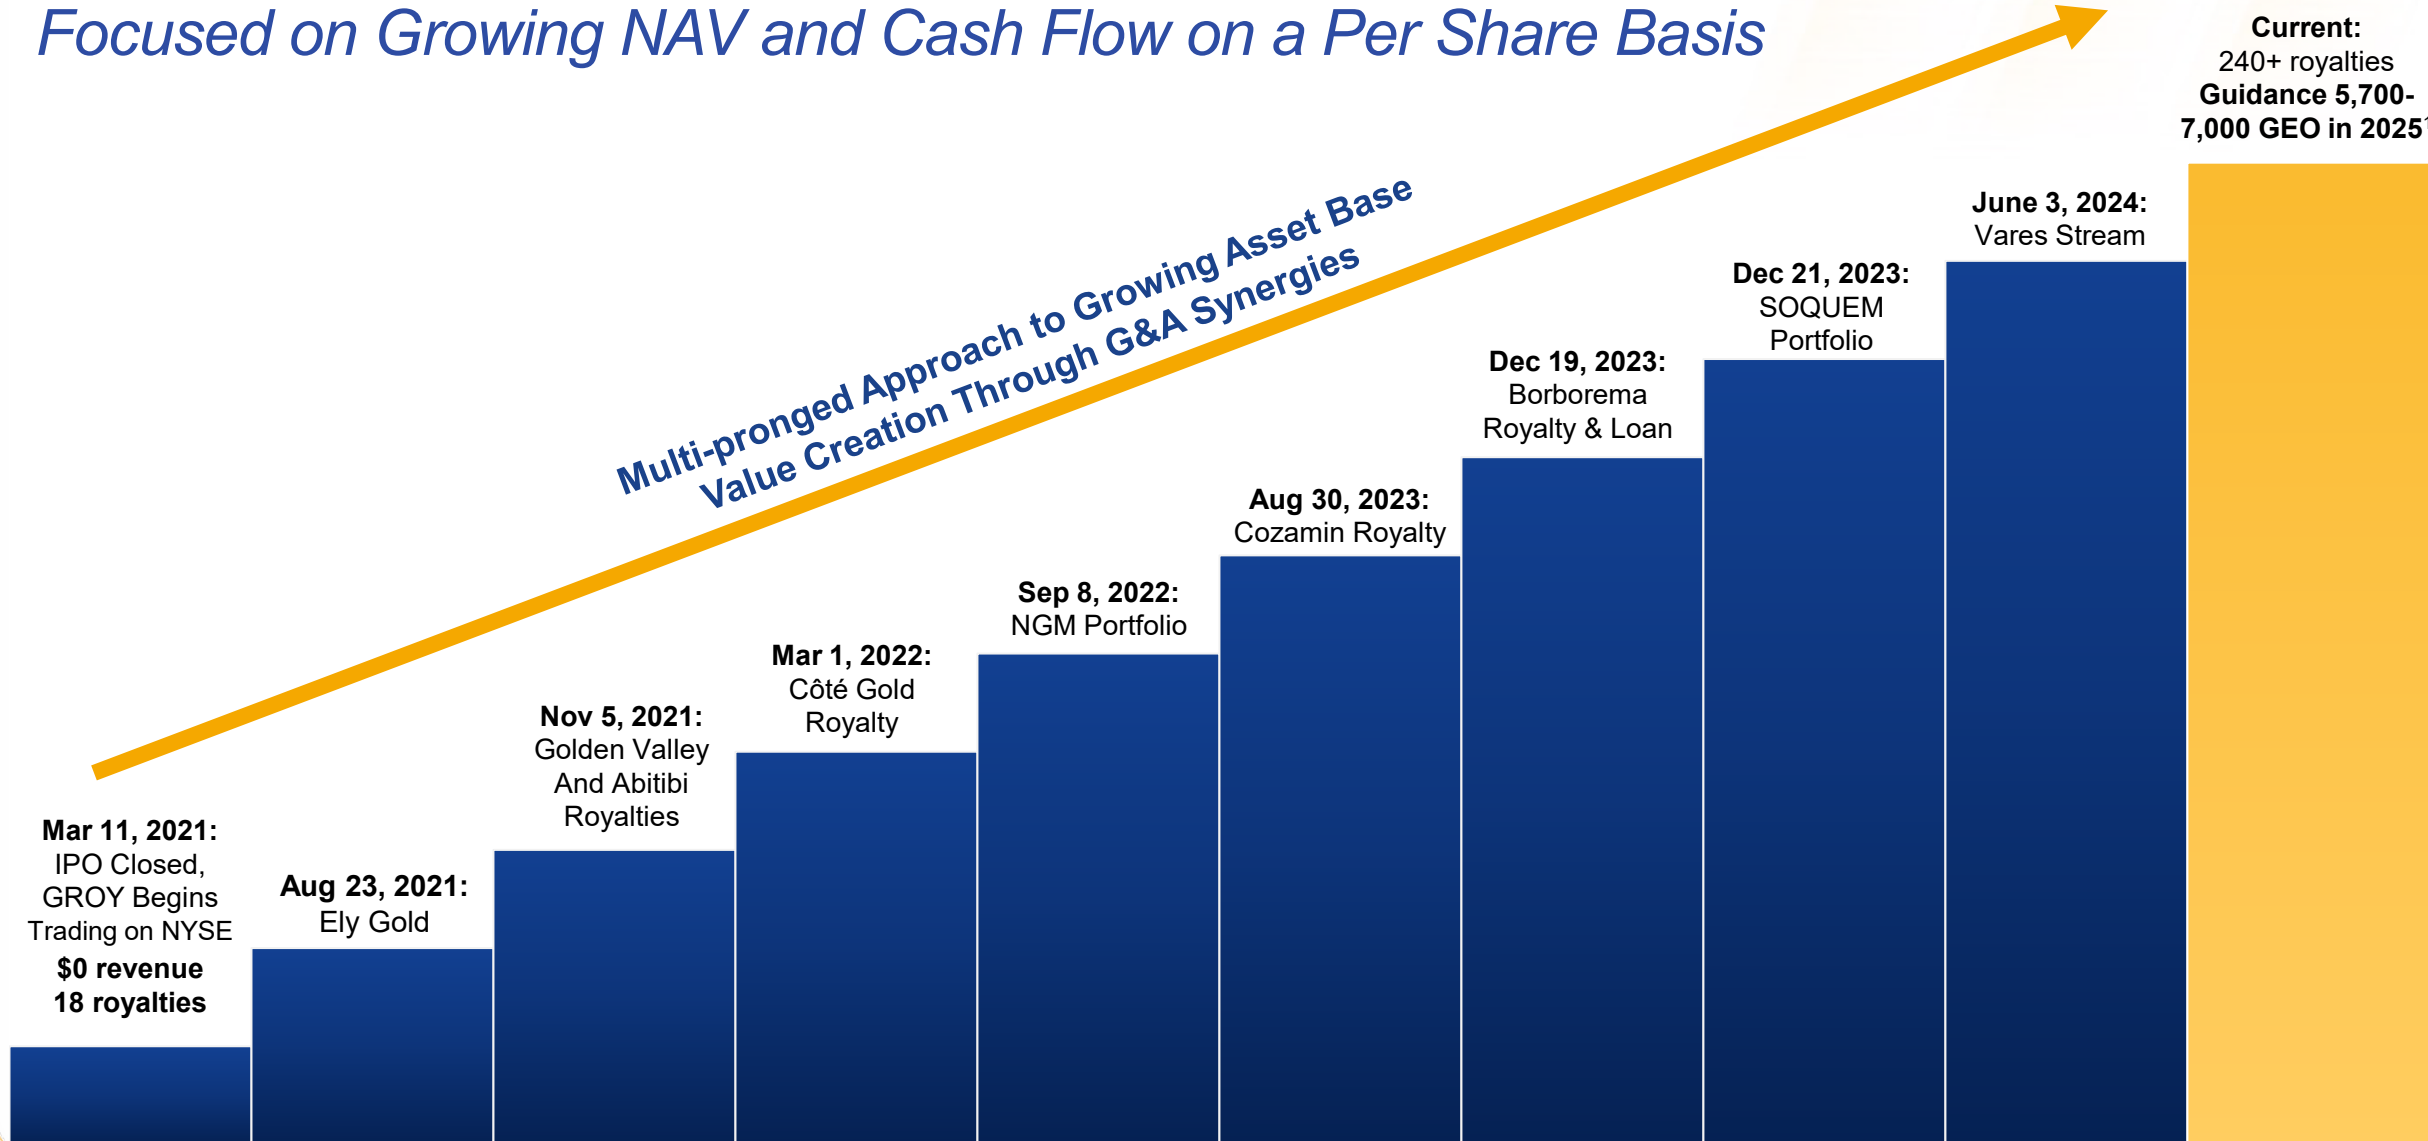 Focused on Growing NAV and Cash Flow on a Per Share Basis
Multi-pronged Approach to Growing Asset Base
Value Creation Through G&A Synergies
Mar 11, 2021:
IPO Closed,
GROY Begins
Trading on NYSE
$0 revenue
18 royalties
Aug 23, 2021:
Ely Gold
Nov 5, 2021:
Golden Valley
And Abitibi
Royalties
Mar 1, 2022:
Côté Gold
Royalty
Sep 8, 2022:
NGM Portfolio
Aug 30, 2023:
Cozamin Royalty
Dec 19, 2023:
Borborema
Royalty & Loan
Dec 21, 2023:
SOQUEM
Portfolio
June 3, 2024:
Vares Stream
Current:
240+ royalties
Guidance 5,700-
7,000 GEO in 2025¹